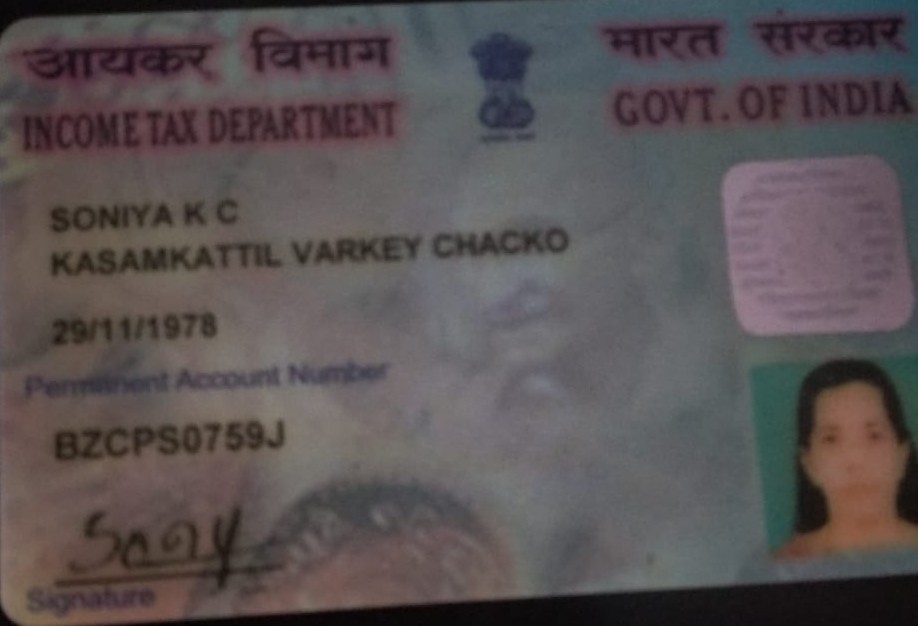 आयकर विभाग
भारत सरकार
INCOME TAX DEPARTMENT
GOVT. OF INDIA
SONIYA K C
KASAMKATTIL VARKEY CHACKO
29/11/1978
Permanent Account Number
BZCPS0759J
Signature